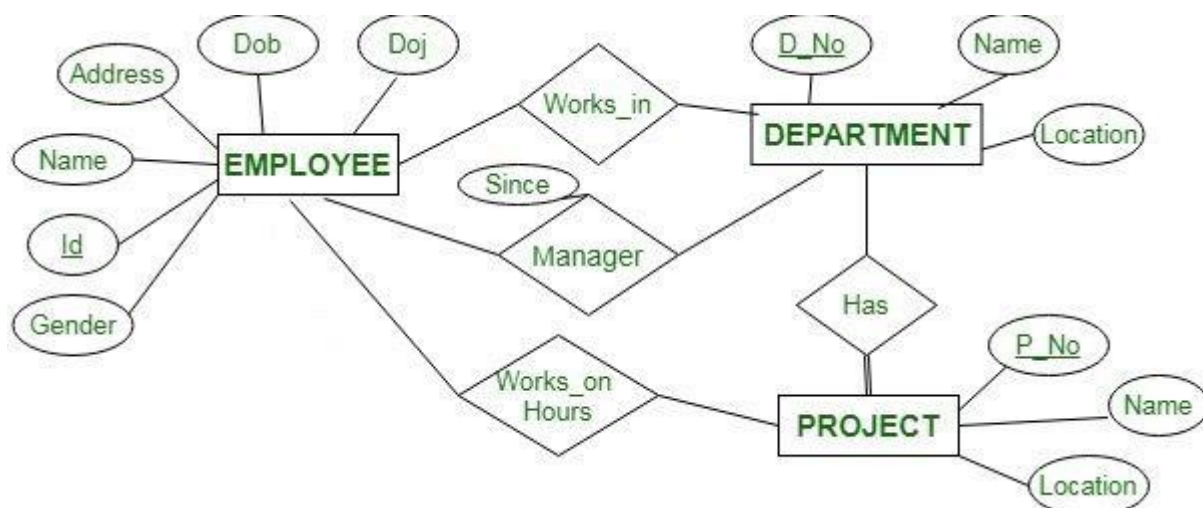 Dob
Doj
D_No
Name
Address
Works_in
DEPARTMENT
Location
Name
EMPLOYEE
Since
Id
Manager
Gender
Has
P_No
Works_on
Hours
Name
PROJECT
Location